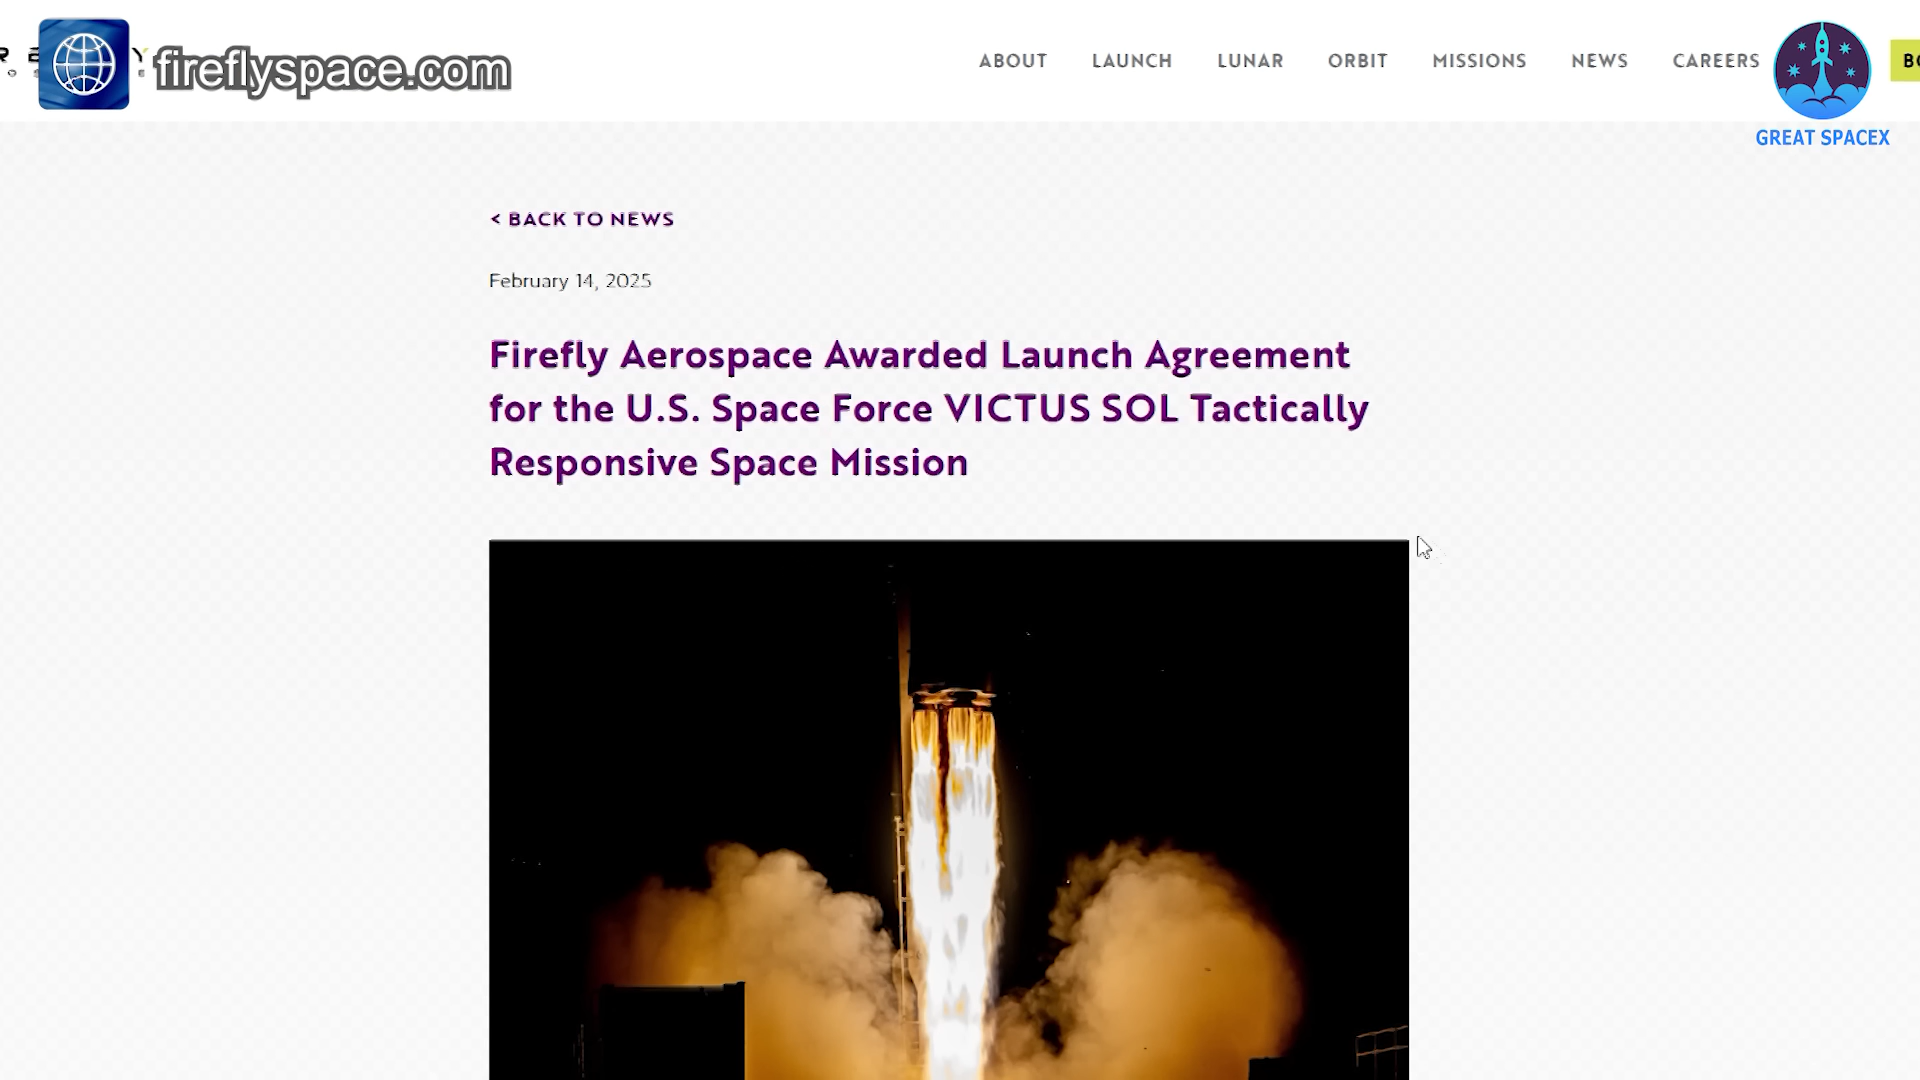 fireflyspace.com
ABOUT
LAUNCH
LUNAR
ORBIT
MISSIONS
NEWS
CAREERS
GREAT SPACEX
< BACK TO NEWS
February 14, 2025
Firefly Aerospace Awarded Launch Agreement
for the U.S. Space Force VICTUS SOL Tactically
Responsive Space Mission